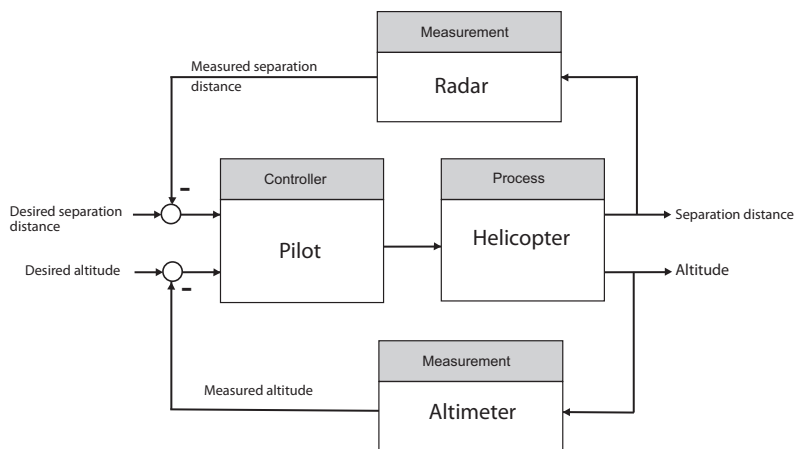 Measurement
Radar
Measured separation
distance
Controller
Pilot
Process
Helicopter
Desired separation
distance
Separation distance
Desired altitude
Altitude
Measurement
Altimeter
Measured altitude